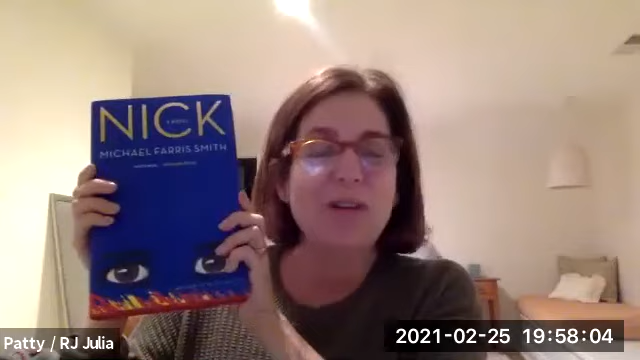 NICK
A NOVEL
MICHAEL FARRIS SMITH
Patty / RJ Julia
2021-02-25 19:58:04